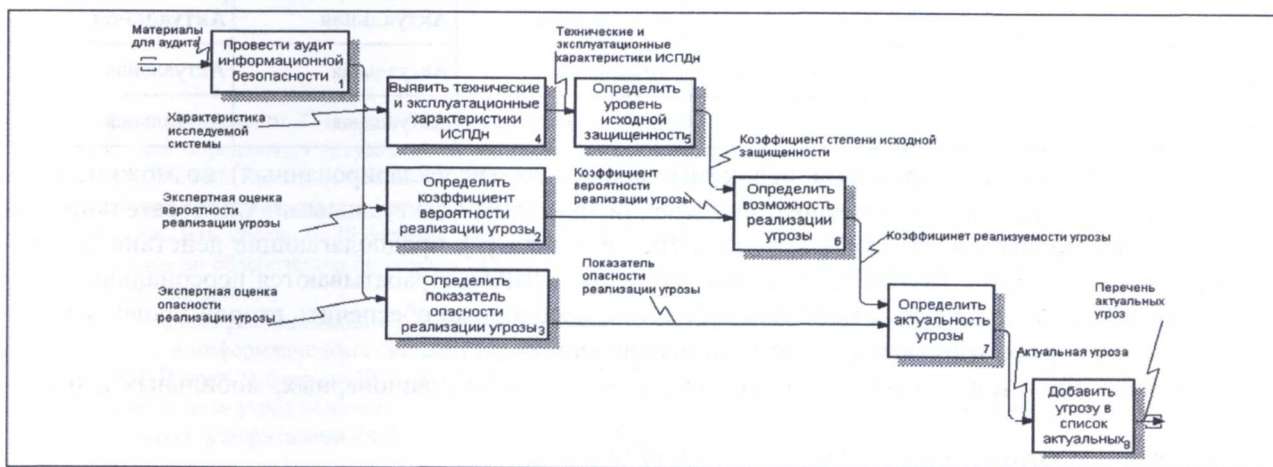 Материалы
для аудита
Провести аудит
информационной
безопасности
1
Характеристика
исследуемой
системы
Выявить технические
и эксплуатационные
характеристики
ИСПДн
4
Технические и
эксплуатационные
характеристики ИСПДн
Определить
уровень
исходной
защищенность
5
Коэффициент степени исходной
защищенности
Экспертная оценка
вероятности
реализации угрозы
Определить
коэффициент
вероятности
реализации угрозы
2
Коэффициент
вероятности
реализации угрозы
Определить
возможность
реализации
угрозы
6
Коэффицинет реализуемости угрозы
Экспертная оценка
опасности
реализации угрозы
Определить
показатель
опасности
реализации угрозы
3
Показатель
опасности
реализации угрозы
Определить
актуальность
угрозы
7
Перечень
актуальных
угроз
Актуальная угроза
Добавить
угрозу в
список
актуальных
8